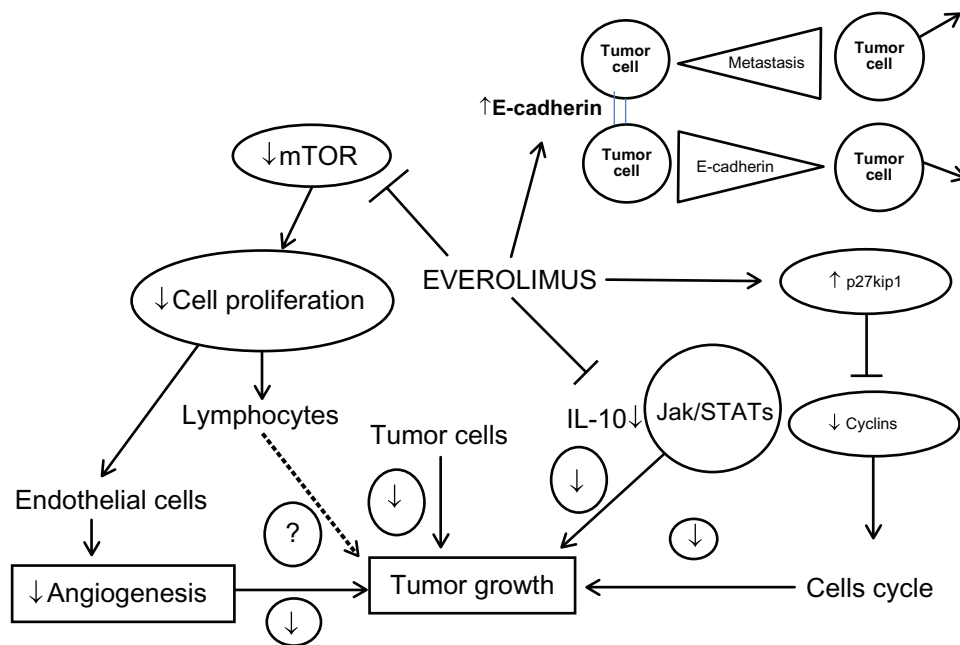 Tumor
cell
Metastasis
Tumor
cell
↑E-cadherin
Tumor
cell
E-cadherin
Tumor
cell
↓mTOR
EVEROLIMUS
↑ p27kip1
↓Cell proliferation
Lymphocytes
Tumor cells
IL-10↓
Jak/STATs
↓ Cyclins
Endothelial cells
?
↓
↓
↓
↓Angiogenesis
Tumor growth
Cells cycle
↓